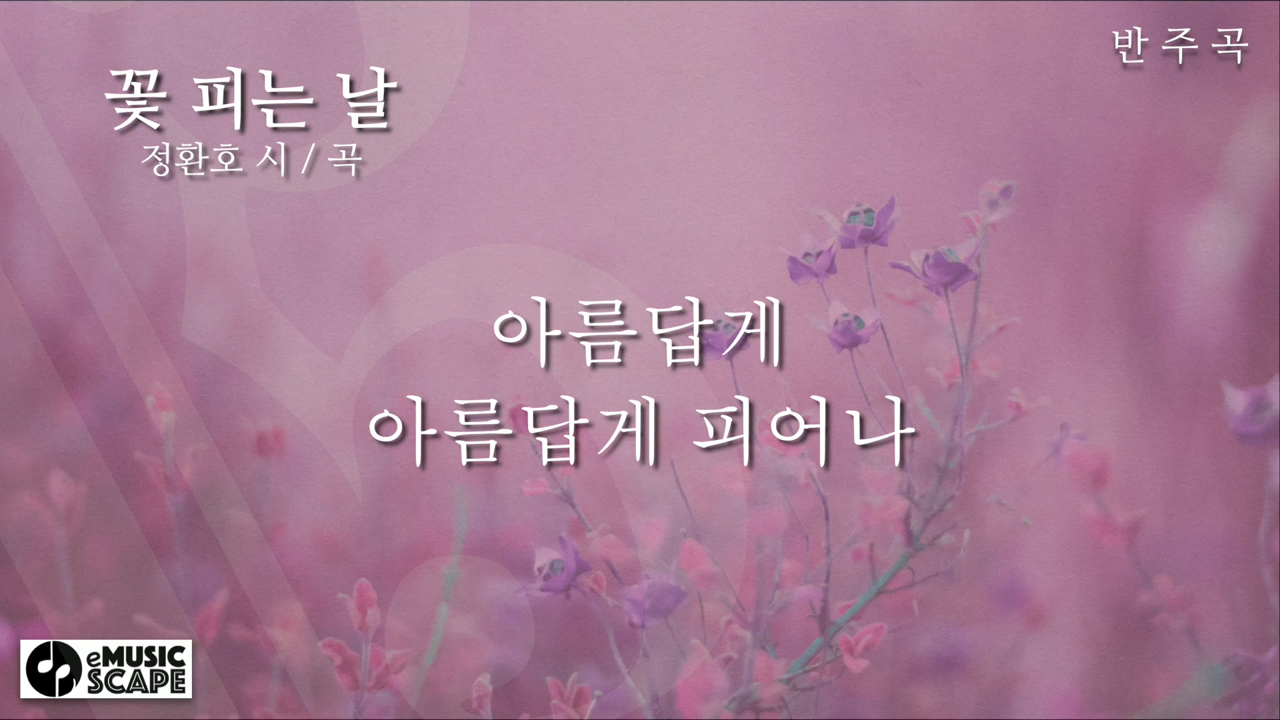 꽃 피는 날
정환호 시 / 곡
반 주 곡
아름답게
아름답게 피어나
eMUSIC
SCAPE